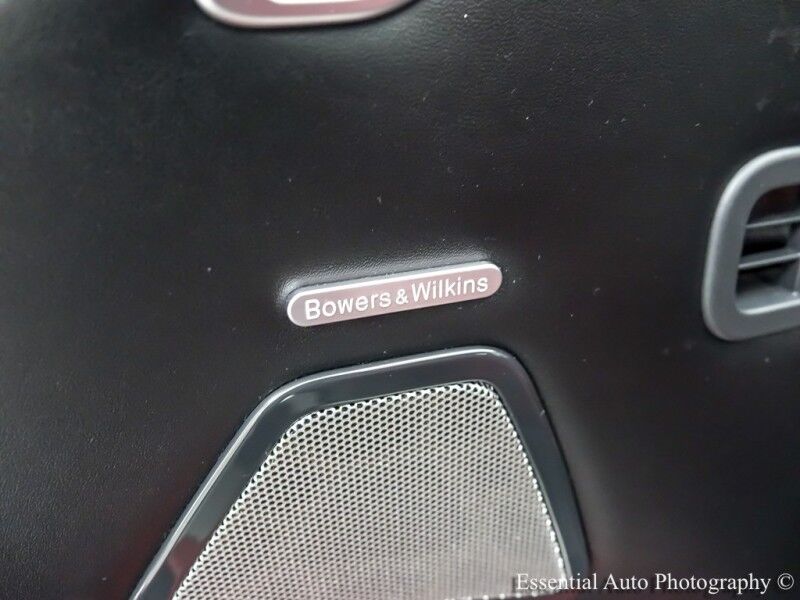 Bowers & Wilkins
Essential Auto Photography ©